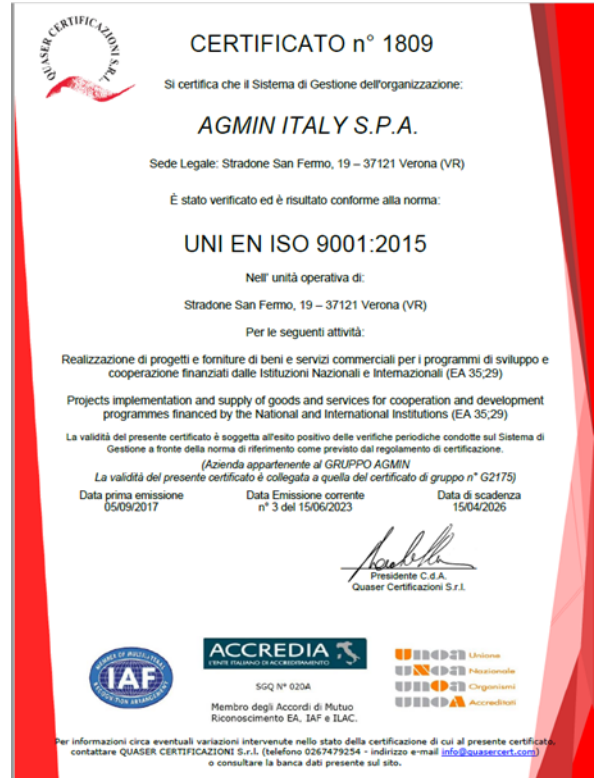 QUASER CERTIFICAZIONI S.R.L.
CERTIFICATO n° 1809
Si certifica che il Sistema di Gestione dell'organizzazione:
AGMIN ITALY S.P.A.
Sede Legale: Stradone San Fermo, 19 – 37121 Verona (VR)
È stato verificato ed è risultato conforme alla norma:
UNI EN ISO 9001:2015
Nell' unità operativa di:
Stradone San Fermo, 19 – 37121 Verona (VR)
Per le seguenti attività:
Realizzazione di progetti e forniture di beni e servizi commerciali per i programmi di sviluppo e
cooperazione finanziati dalle Istituzioni Nazionali e Internazionali (EA 35;29)
Projects implementation and supply of goods and services for cooperation and development
programmes financed by the National and International Institutions (EA 35;29)
La validità del presente certificato è soggetta all'esito positivo delle verifiche periodiche condotte sul Sistema di
Gestione a fronte della norma di riferimento come previsto dal regolamento di certificazione.
(Azienda appartenente al GRUPPO AGMIN
La validità del presente certificato è collegata a quella del certificato di gruppo n° G2175)
Data prima emissione Data Emissione corrente Data di scadenza
05/09/2017 n° 3 del 15/06/2023 15/04/2026
Presidente C.d.A.
Quaser Certificazioni S.r.l.
MEMBER OF MULTILATERAL
RECOGNITION ARRANGEMENT
IAF
ACCREDIA
L'ENTE ITALIANO DI ACCREDITAMENTO
SGQ N° 020A
Membro degli Accordi di Mutuo
Riconoscimento EA, IAF e ILAC.
UNOA Unione
UNOA Nazionale
UNOA Organismi
UNOA Accreditati
Per informazioni circa eventuali variazioni intervenute nello stato della certificazione di cui al presente certificato,
contattare QUASER CERTIFICAZIONI S.r.l. (telefono 0267479254 - indirizzo e-mail info@quasercert.com)
o consultare la banca dati presente sul sito.